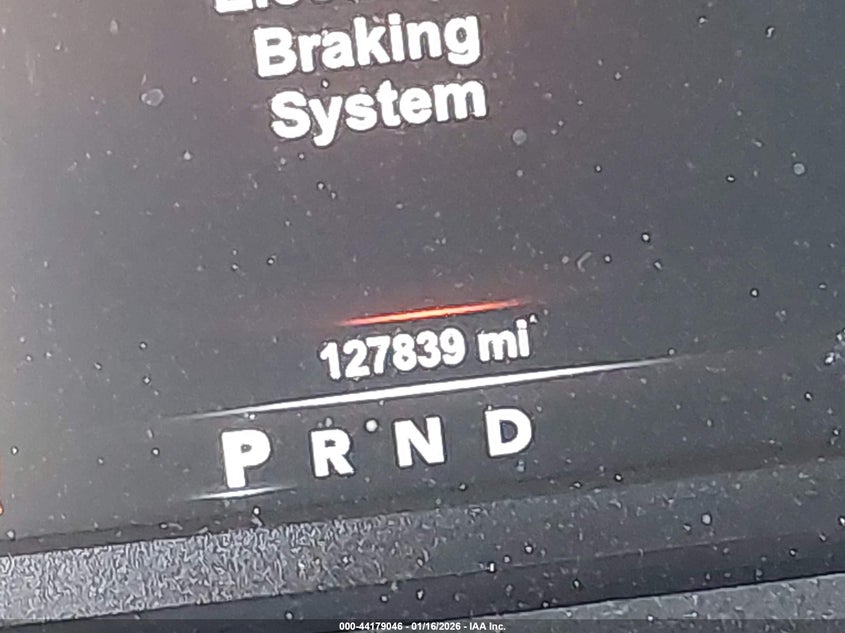 Braking
System
127839 mi
P R N D
000-44179046 - 01/16/2026 - IAA Inc.